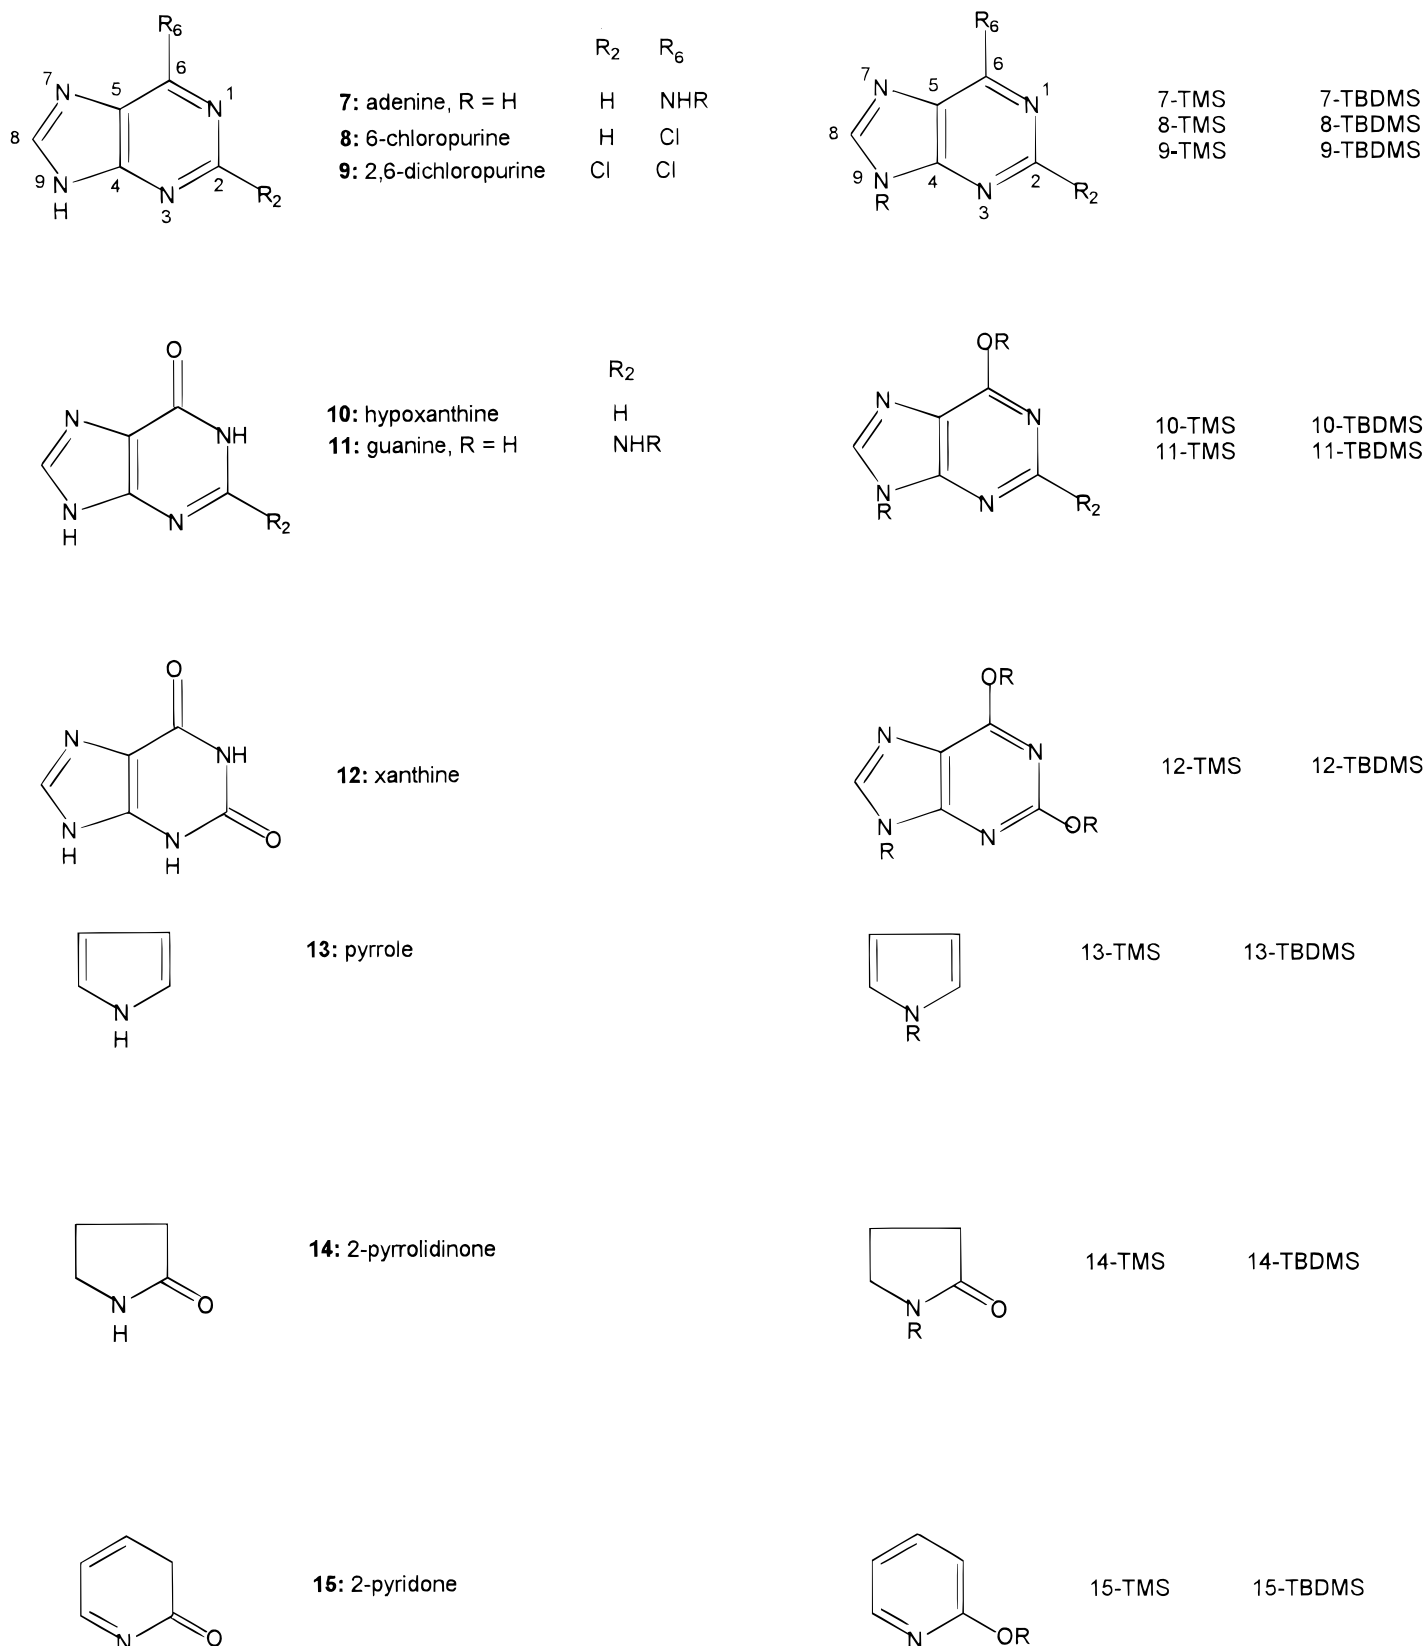 R6 R2 R6 R6
7 5 6 1 7: adenine, R = H H NHR 7 5 6 1 7-TMS 7-TBDMS
N N N N
8 8: 6-chloropurine H Cl 8 8-TMS 8-TBDMS
9 N 4 N 2 9: 2,6-dichloropurine Cl Cl 9 N 4 N 2 9-TMS 9-TBDMS
H 3 R2 R 3 R2
O OR
R2
N NH 10: hypoxanthine H N N 10-TMS 10-TBDMS
11: guanine, R = H NHR 11-TMS 11-TBDMS
N N R2 N N R2
H R
O OR
N NH N N
12: xanthine 12-TMS 12-TBDMS
N N O N N OR
H H R
13: pyrrole 13-TMS 13-TBDMS
N N
H R
14: 2-pyrrolidinone 14-TMS 14-TBDMS
N O N O
H R
15: 2-pyridone 15-TMS 15-TBDMS
N O N OR